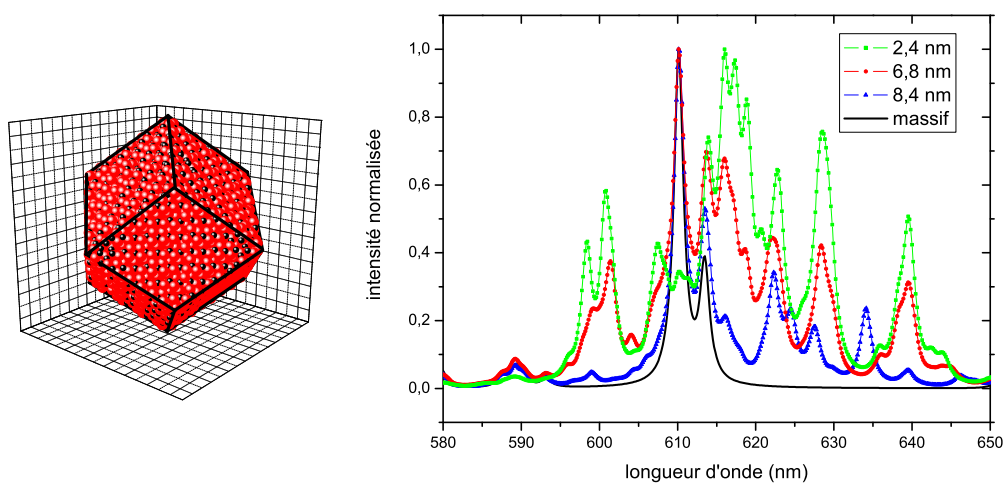 2,4 nm
6,8 nm
8,4 nm
massif
intensité normalisée
1,0
0,8
0,6
0,4
0,2
0,0
580
590
600
610
620
630
640
650
longueur d'onde (nm)